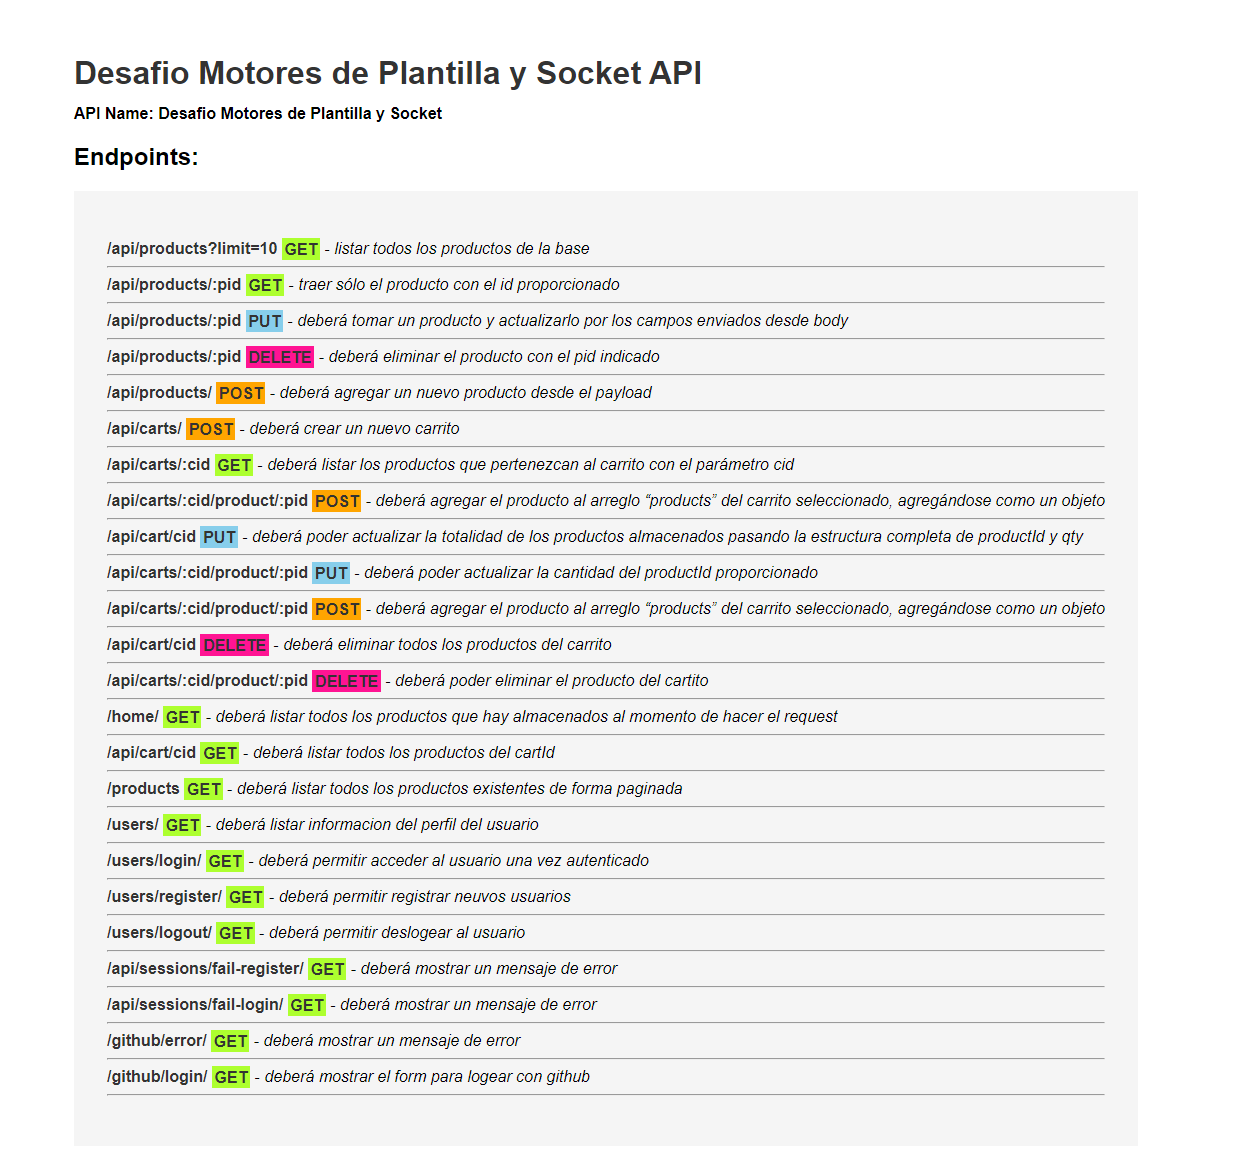 Desafio Motores de Plantilla y Socket API
API Name: Desafio Motores de Plantilla y Socket
Endpoints:
/api/products?limit=10 GET - listar todos los productos de la base
/api/products/:pid GET - traer sólo el producto con el id proporcionado
/api/products/:pid PUT - deberá tomar un producto y actualizarlo por los campos enviados desde body
/api/products/:pid DELETE - deberá eliminar el producto con el pid indicado
/api/products/ POST - deberá agregar un nuevo producto desde el payload
/api/carts/ POST - deberá crear un nuevo carrito
/api/carts/:cid GET - deberá listar los productos que pertenezcan al carrito con el parámetro cid
/api/carts/:cid/product/:pid POST - deberá agregar el producto al arreglo “products” del carrito seleccionado, agregándose como un objeto
/api/cart/cid PUT - deberá poder actualizar la totalidad de los productos almacenados pasando la estructura completa de productId y qty
/api/carts/:cid/product/:pid PUT - deberá poder actualizar la cantidad del productId proporcionado
/api/carts/:cid/product/:pid POST - deberá agregar el producto al arreglo “products” del carrito seleccionado, agregándose como un objeto
/api/cart/cid DELETE - deberá eliminar todos los productos del carrito
/api/carts/:cid/product/:pid DELETE - deberá poder eliminar el producto del cartito
/home/ GET - deberá listar todos los productos que hay almacenados al momento de hacer el request
/api/cart/cid GET - deberá listar todos los productos del cartId
/products GET - deberá listar todos los productos existentes de forma paginada
/users/ GET - deberá listar informacion del perfil del usuario
/users/login/ GET - deberá permitir acceder al usuario una vez autenticado
/users/register/ GET - deberá permitir registrar neuvos usuarios
/users/logout/ GET - deberá permitir deslogear al usuario
/api/sessions/fail-register/ GET - deberá mostrar un mensaje de error
/api/sessions/fail-login/ GET - deberá mostrar un mensaje de error
/github/error/ GET - deberá mostrar un mensaje de error
/github/login/ GET - deberá mostrar el form para logear con github